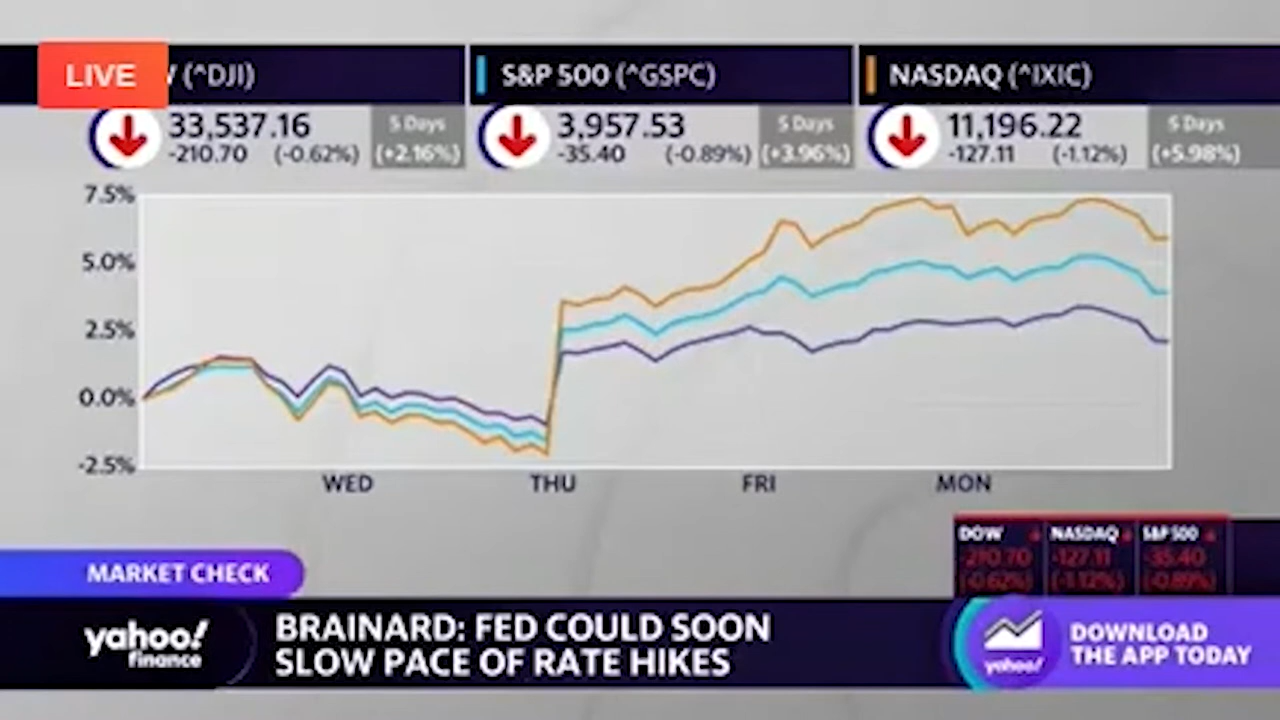 LIVE
(^DJI)
S&P 500 (^GSPC)
NASDAQ (^IXIC)
33,537.16
-210.70 (-0.62%)
5 Days
(+2.16%)
3,957.53
-35.40 (-0.89%)
5 Days
(+3.96%)
11,196.22
-127.11 (-1.12%)
5 Days
(+5.98%)
7.5%
5.0%
2.5%
0.0%
-2.5%
WED THU FRI MON
DOW NASDAQ S&P 500
-210.70 -127.11 -35.40
(-0.62%) (-1.12%) (-0.89%)
MARKET CHECK
yahoo!
finance
BRAINARD: FED COULD SOON
SLOW PACE OF RATE HIKES
yahoo!
DOWNLOAD
THE APP TODAY